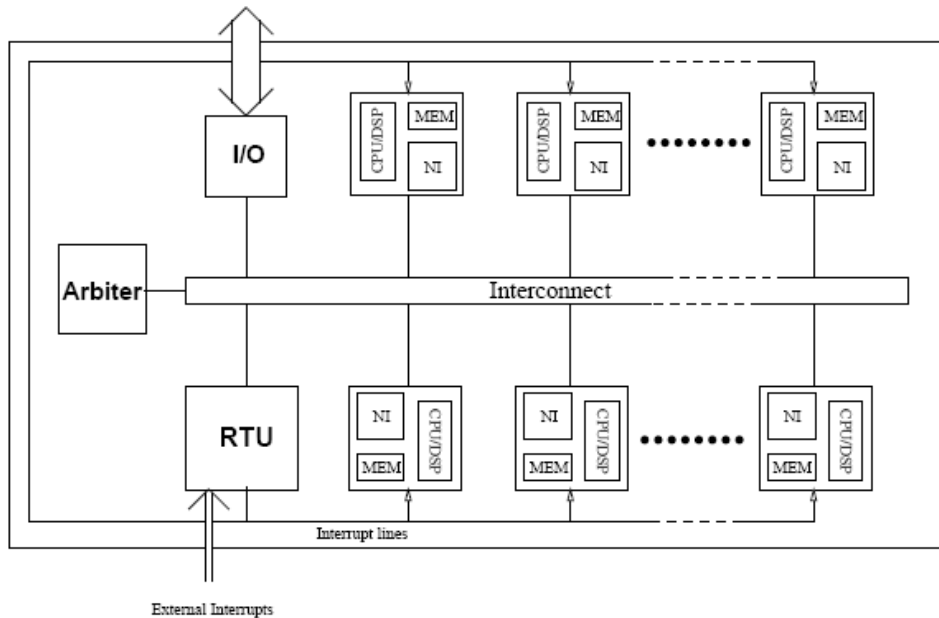 I/O
CPU/DSP
MEM
NI
CPU/DSP
MEM
NI
CPU/DSP
MEM
NI
Arbiter
Interconnect
RTU
NI
MEM
CPU/DSP
NI
MEM
CPU/DSP
NI
MEM
CPU/DSP
Interrupt lines
External Interrupts